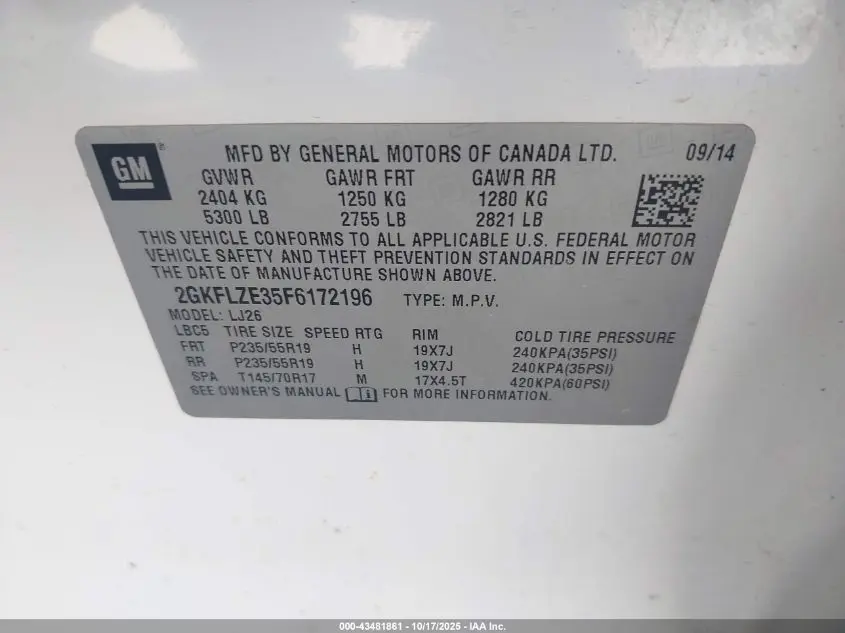 GM
MFD BY GENERAL MOTORS OF CANADA LTD. 09/14
GVWR GAWR FRT GAWR RR
2404 KG 1250 KG 1280 KG
5300 LB 2755 LB 2821 LB
THIS VEHICLE CONFORMS TO ALL APPLICABLE U.S. FEDERAL MOTOR
VEHICLE SAFETY AND THEFT PREVENTION STANDARDS IN EFFECT ON
THE DATE OF MANUFACTURE SHOWN ABOVE.
2GKFLZE35F6172196 TYPE: M.P.V.
MODEL: LJ26
LBC5 TIRE SIZE SPEED RTG RIM COLD TIRE PRESSURE
FRT P235/55R19 H 19X7J 240KPA(35PSI)
RR P235/55R19 H 19X7J 240KPA(35PSI)
SPA T145/70R17 M 17X4.5T 420KPA(60PSI)
SEE OWNER'S MANUAL FOR MORE INFORMATION.
000-43481861 - 10/17/2025 - IAA Inc.